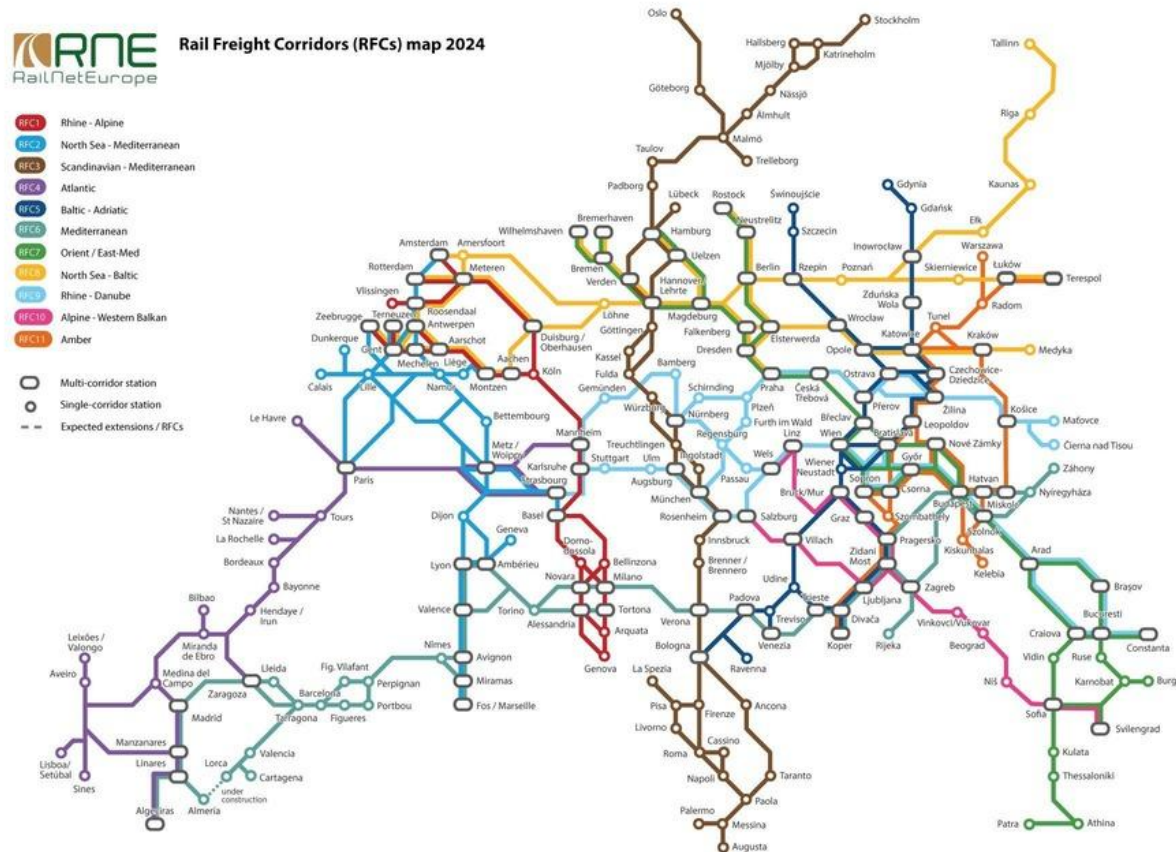 RNE
RailNetEurope
Rail Freight Corridors (RFCs) map 2024
RFC1 Rhine - Alpine
RFC2 North Sea - Mediterranean
RFC3 Scandinavian - Mediterranean
RFC4 Atlantic
RFC5 Baltic - Adriatic
RFC6 Mediterranean
RFC7 Orient / East-Med
RFC8 North Sea - Baltic
RFC9 Rhine - Danube
RFC10 Alpine - Western Balkan
RFC11 Amber
Multi-corridor station
Single-corridor station
Expected extensions / RFCs
Oslo
Stockholm
Hallsberg
Katrineholm
Mjölby
Tallinn
Göteborg
Nässjö
Älmhult
Riga
Malmö
Taulov
Trelleborg
Padborg
Lübeck
Rostock
Świnoujście
Gdynia
Kaunas
Gdańsk
Bremerhaven
Wilhelmshaven
Hamburg
Neustrelitz
Szczecin
Ełk
Warszawa
Amsterdam
Amersfoort
Uelzen
Inowrocław
Łuków
Bremen
Rotterdam
Meteren
Verden
Hannover/
Lehrte
Berlin
Rzepin
Poznań
Skierniewice
Terespol
Vlissingen
Zduńska
Wola
Radom
Zeebrugge
Terneuzen
Roosendaal
Antwerpen
Löhne
Magdeburg
Tunel
Dunkerque
Aarschot
Duisburg /
Oberhausen
Göttingen
Falkenberg
Elsterwerda
Wrocław
Katowice
Kraków
Gent
Mechelen
Liège
Aachen
Kassel
Dresden
Opole
Medyka
Calais
Lille
Namur
Montzen
Köln
Fulda
Bamberg
Gemünden
Schirnding
Praha
Česká
Třebová
Ostrava
Czechowice-
Dziedzice
Le Havre
Bettembourg
Würzburg
Nürnberg
Plzeň
Furth im Wald
Přerov
Žilina
Košice
Maťovce
Břeclav
Leopoldov
Mannheim
Treuchtlingen
Regensburg
Linz
Wien
Bratislava
Nové Zámky
Čierna nad Tisou
Metz /
Woippy
Karlsruhe
Stuttgart
Ulm
Ingolstadt
Wels
Wiener
Neustadt
Győr
Záhony
Paris
Strasbourg
Augsburg
Passau
Sopron
Csorna
Hatvan
Nyíregyháza
Bruck/Mur
Budapest
Miskolc
Nantes /
St Nazaire
Tours
Dijon
Basel
München
Rosenheim
Salzburg
Graz
Szombathely
Szolnok
La Rochelle
Geneva
Domo-
dossola
Innsbruck
Villach
Pragersko
Kiskunhalas
Arad
Bordeaux
Lyon
Ambérieu
Bellinzona
Brenner /
Brennero
Zidani
Most
Kelebia
Bayonne
Novara
Milano
Udine
Ljubljana
Zagreb
Brașov
Bilbao
Hendaye /
Irun
Valence
Torino
Tortona
Padova
Trieste
Vinkovci/Vukovar
București
Alessandria
Verona
Treviso
Divača
Leixões /
Valongo
Miranda
de Ebro
Nîmes
Arquata
Bologna
Venezia
Koper
Rijeka
Beograd
Craiova
Constanta
Aveiro
Medina del
Campo
Lleida
Fig. Vilafant
Avignon
Genova
La Spezia
Ravenna
Vidin
Ruse
Zaragoza
Barcelona
Perpignan
Miramas
Niš
Karnobat
Burg
Madrid
Tarragona
Figueres
Portbou
Fos / Marseille
Pisa
Firenze
Ancona
Sofia
Svilengrad
Livorno
Lisboa/
Setúbal
Manzanares
Valencia
Roma
Cassino
Kulata
Linares
Lorca
Cartagena
Sines
Napoli
Taranto
Thessaloniki
Algeciras
Almería
under
construction
Paola
Palermo
Messina
Patra
Athina
Augusta